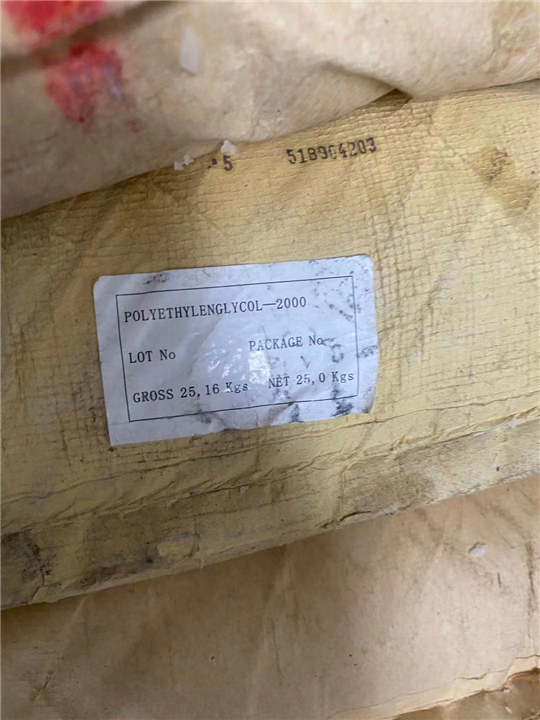 5 518904203
POLYETHYLENGLYCOL—2000
LOT No PACKAGE No
GROSS 25,16 Kgs NET 25,0 Kgs